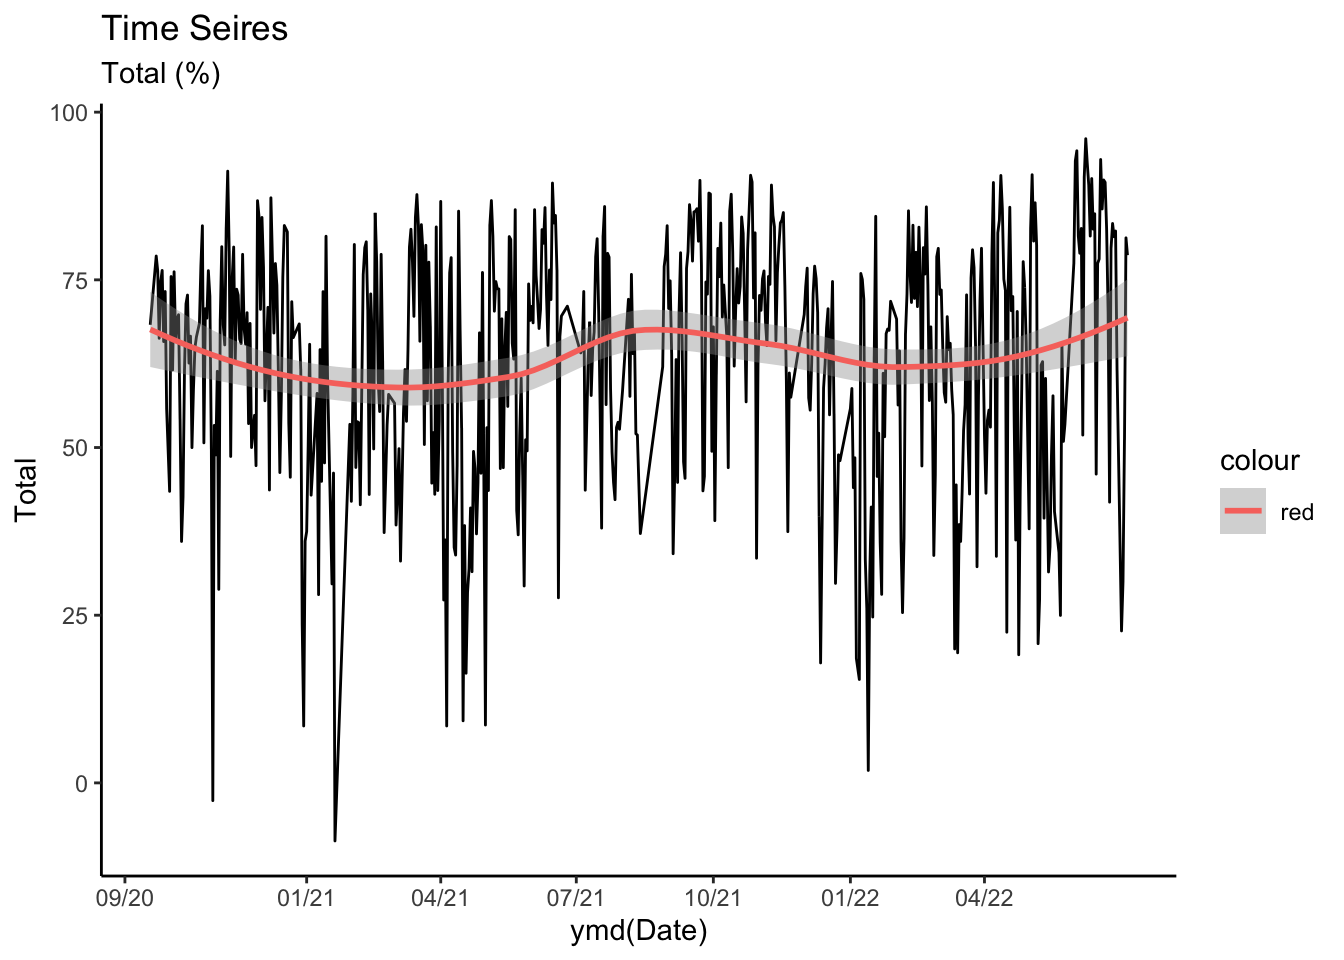 Time Seires
Total (%)
100
75
50
25
0
Total
09/20
01/21
04/21
07/21
10/21
01/22
04/22
ymd(Date)
colour
red